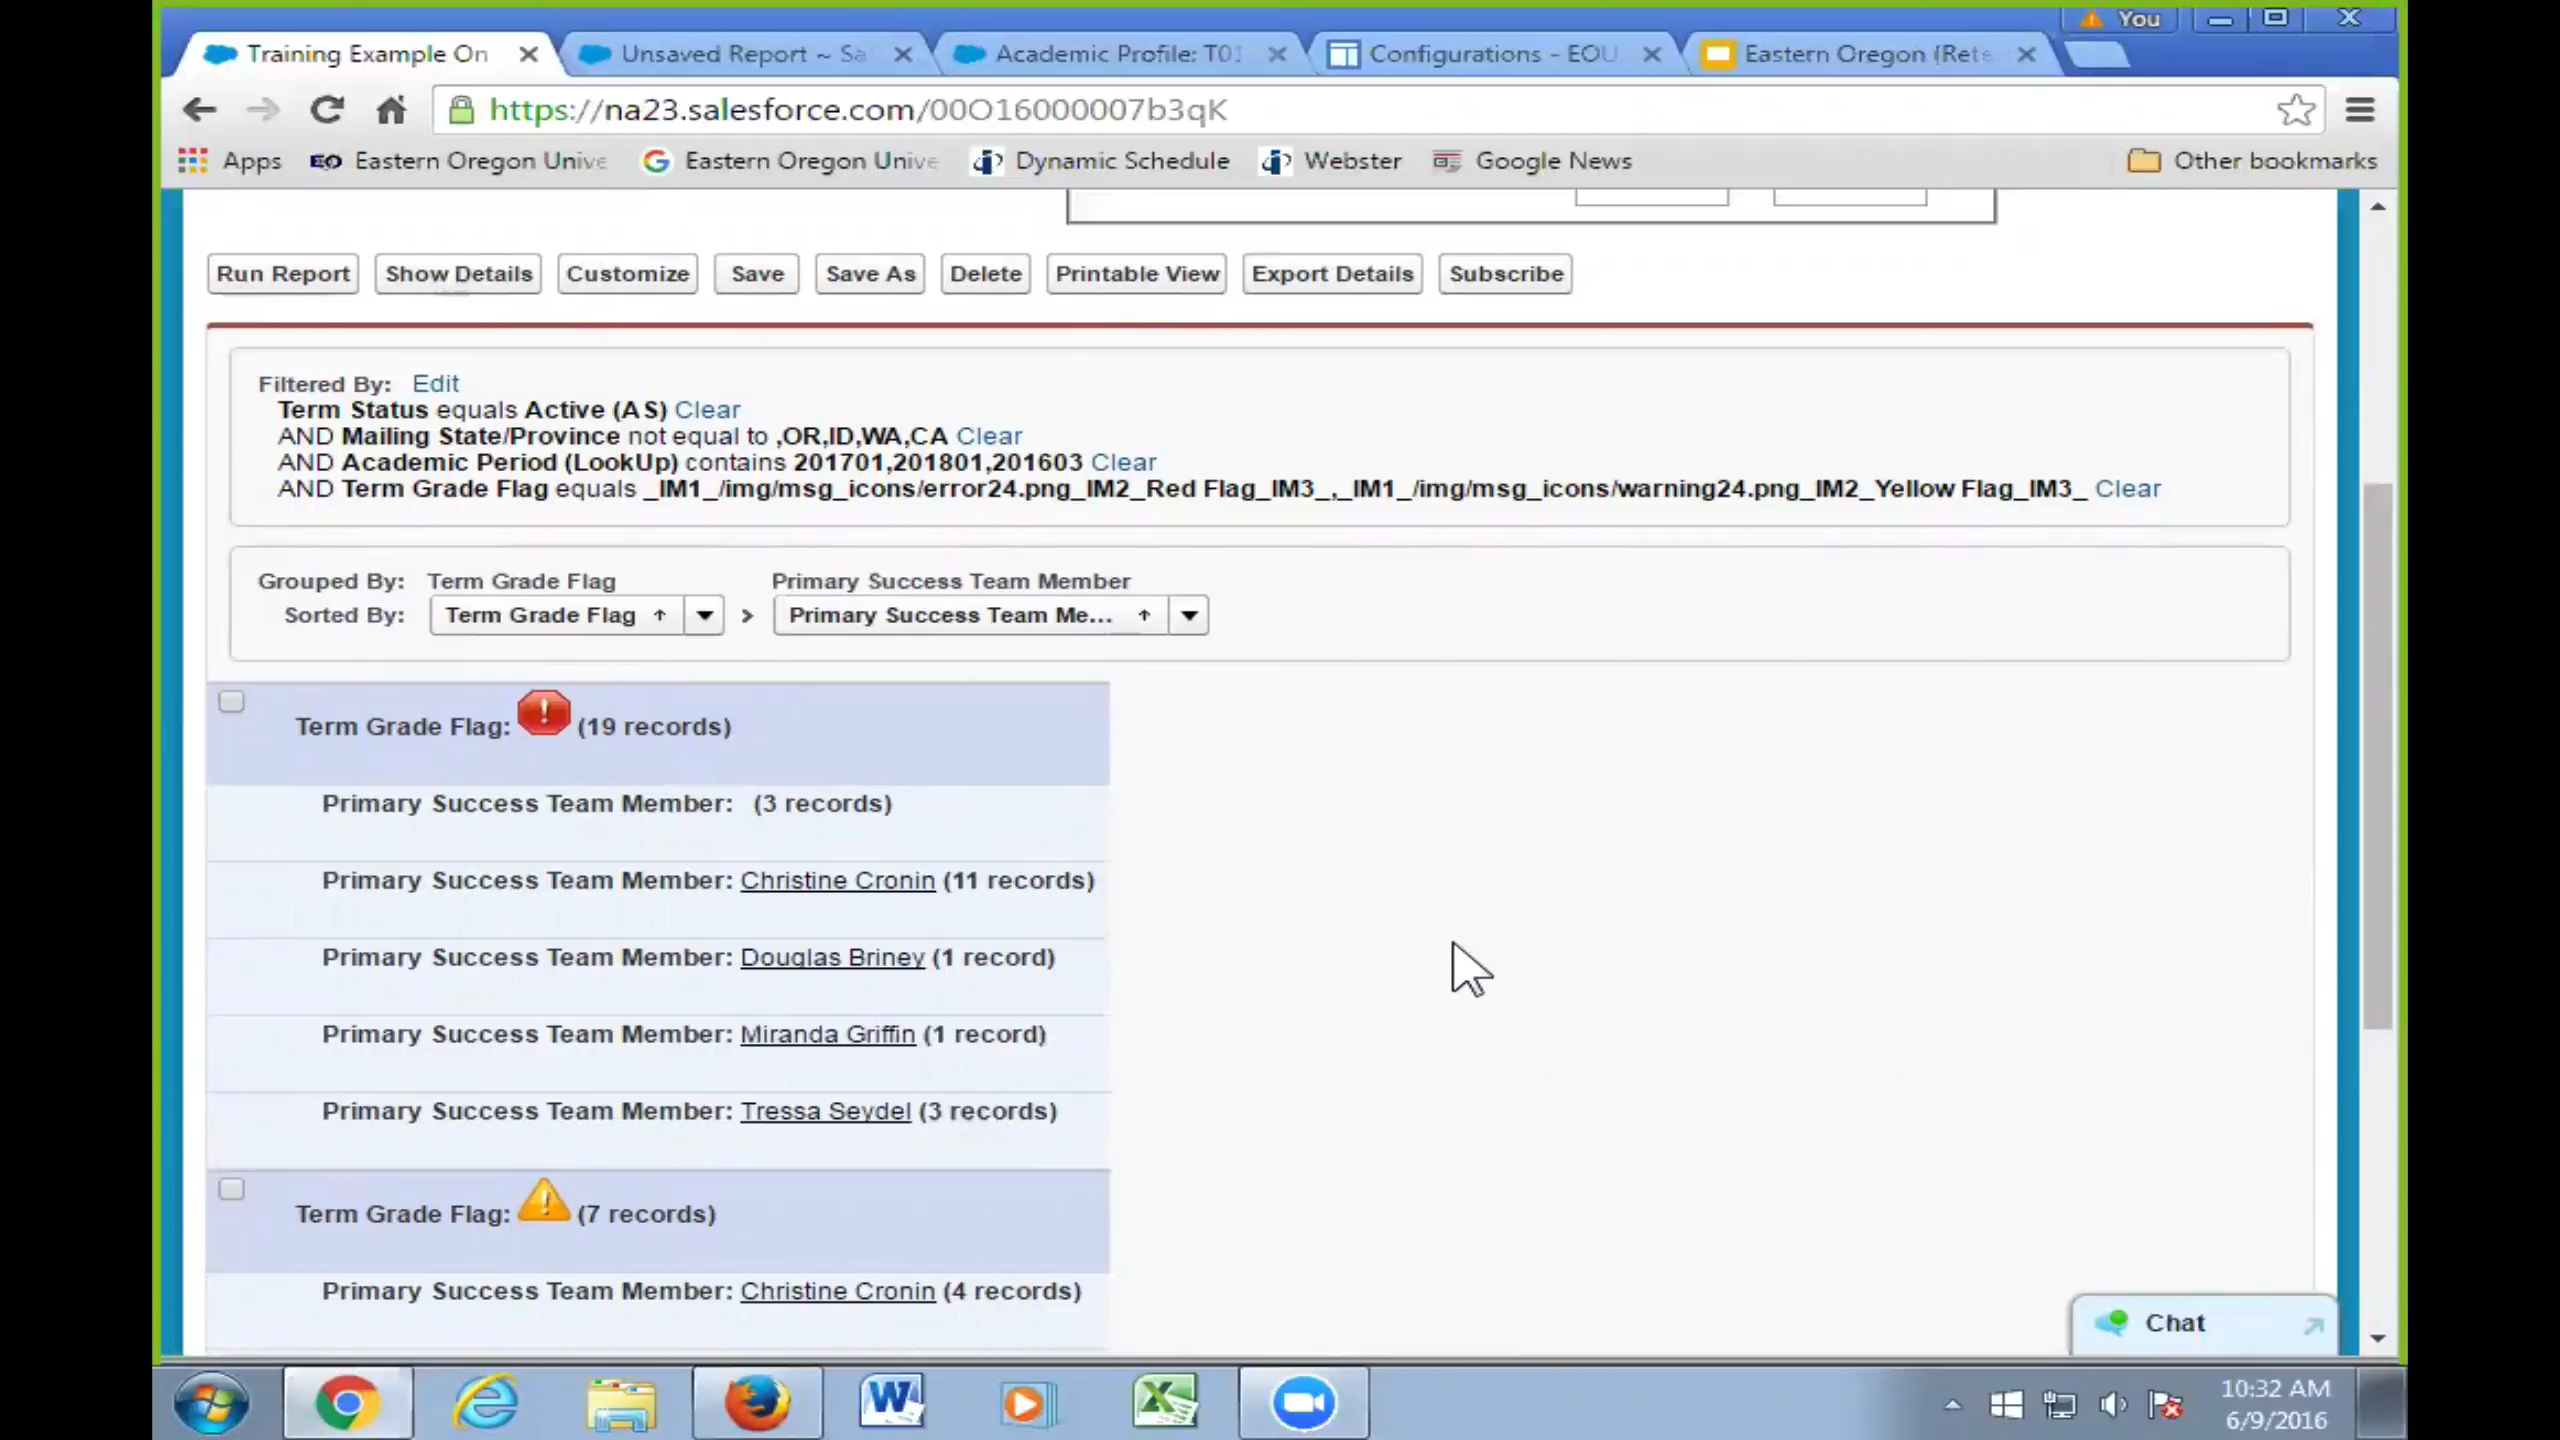 You
Training Example On
Unsaved Report ~ Sa
Academic Profile: T01
Configurations - EOU
Eastern Oregon (Rete
https://na23.salesforce.com/00O16000007b3qK
Apps
Eastern Oregon Unive
Eastern Oregon Unive
Dynamic Schedule
Webster
Google News
Other bookmarks
Run Report
Show Details
Customize
Save
Save As
Delete
Printable View
Export Details
Subscribe
Filtered By: Edit
Term Status equals Active (AS) Clear
AND Mailing State/Province not equal to ,OR,ID,WA,CA Clear
AND Academic Period (LookUp) contains 201701,201801,201603 Clear
AND Term Grade Flag equals _IM1_/img/msg_icons/error24.png_IM2_Red Flag_IM3_,_IM1_/img/msg_icons/warning24.png_IM2_Yellow Flag_IM3_ Clear
Grouped By: Term Grade Flag Primary Success Team Member
Sorted By: Term Grade Flag ↑ > Primary Success Team Me... ↑
Term Grade Flag: (19 records)
Primary Success Team Member: (3 records)
Primary Success Team Member: Christine Cronin (11 records)
Primary Success Team Member: Douglas Briney (1 record)
Primary Success Team Member: Miranda Griffin (1 record)
Primary Success Team Member: Tressa Seydel (3 records)
Term Grade Flag: (7 records)
Primary Success Team Member: Christine Cronin (4 records)
Chat
10:32 AM
6/9/2016